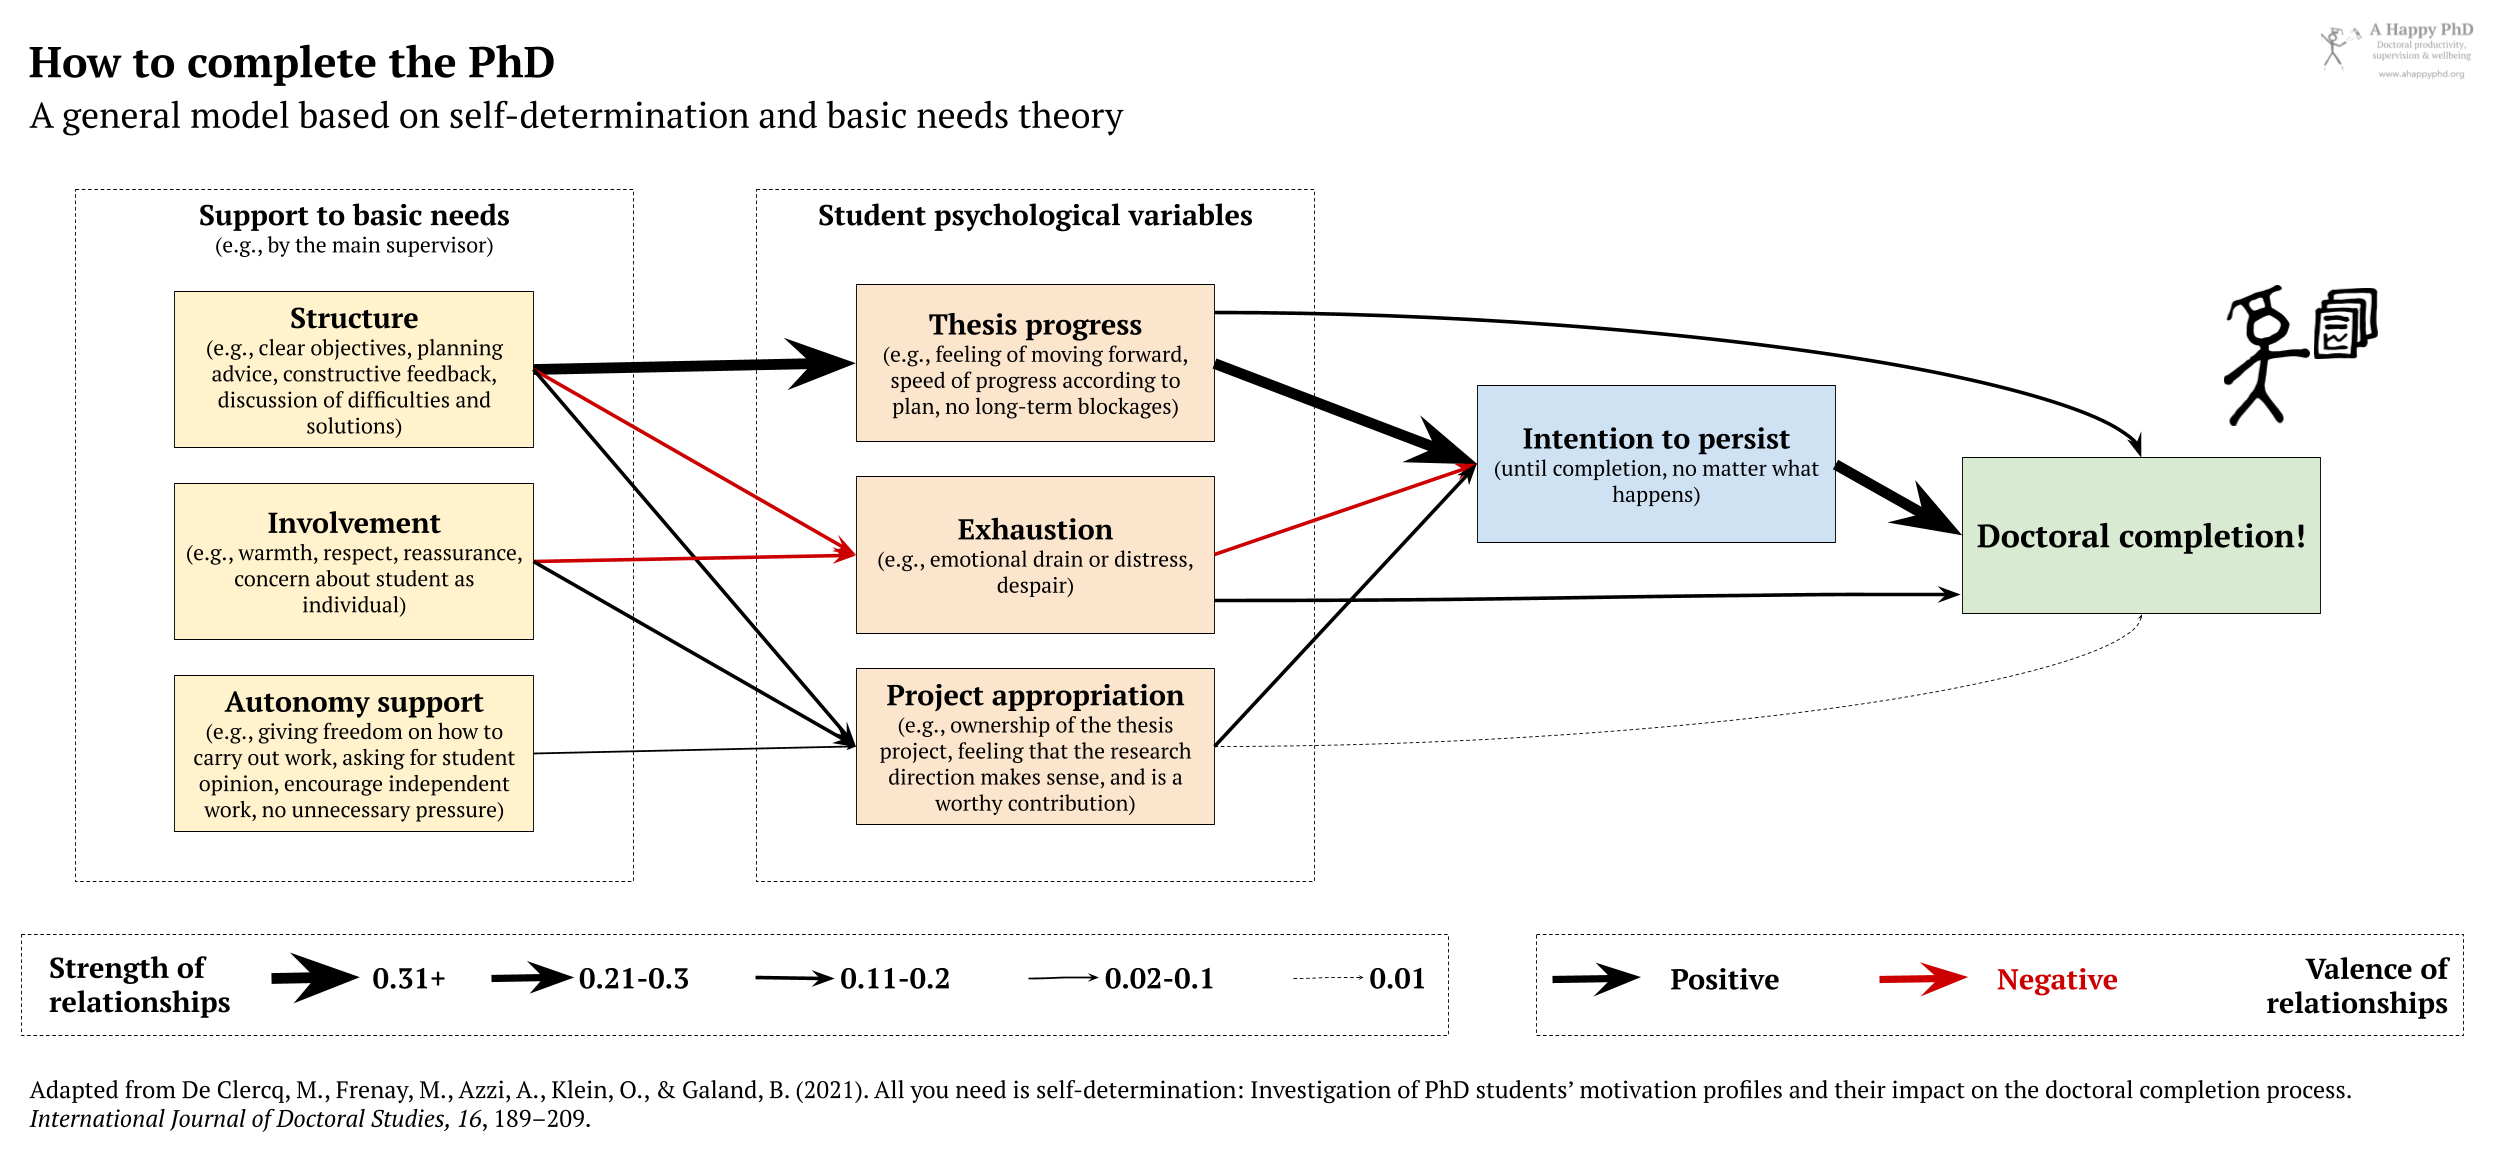 How to complete the PhD
A general model based on self-determination and basic needs theory
A Happy PhD
Doctoral productivity,
supervision & wellbeing
www.ahappyphd.org
Support to basic needs
(e.g., by the main supervisor)
Structure
(e.g., clear objectives, planning
advice, constructive feedback,
discussion of difficulties and
solutions)
Involvement
(e.g., warmth, respect, reassurance,
concern about student as
individual)
Autonomy support
(e.g., giving freedom on how to
carry out work, asking for student
opinion, encourage independent
work, no unnecessary pressure)
Student psychological variables
Thesis progress
(e.g., feeling of moving forward,
speed of progress according to
plan, no long-term blockages)
Exhaustion
(e.g., emotional drain or distress,
despair)
Project appropriation
(e.g., ownership of the thesis
project, feeling that the research
direction makes sense, and is a
worthy contribution)
Intention to persist
(until completion, no matter what
happens)
Doctoral completion!
Strength of
relationships
0.31+
0.21-0.3
0.11-0.2
0.02-0.1
0.01
Positive
Negative
Valence of
relationships
Adapted from De Clercq, M., Frenay, M., Azzi, A., Klein, O., & Galand, B. (2021). All you need is self-determination: Investigation of PhD students’ motivation profiles and their impact on the doctoral completion process.
International Journal of Doctoral Studies, 16, 189–209.